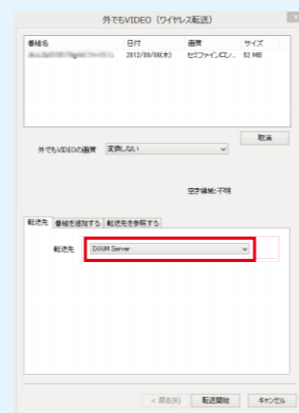 外でもVIDEO（ワイヤレス転送）
番組名 日付 画質 サイズ
2012/09/06(木) セミファインロン... 92 MB
取消
外でもVIDEOの画質 変換しない
空き領域:不明
転送先 番組を追加する 転送先を参照する
転送先 DiXiM Server
< 戻る(B) 転送開始 キャンセル